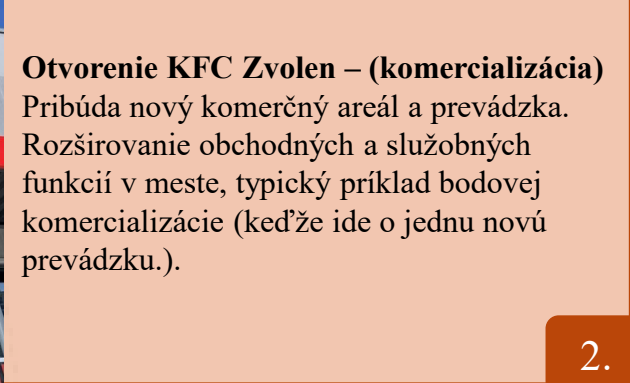 Otvorenie KFC Zvolen – (komercializácia)
Pribúda nový komerčný areál a prevádzka.
Rozširovanie obchodných a služobných
funkcií v meste, typický príklad bodovej
komercializácie (keďže ide o jednu novú
prevádzku.).
2.